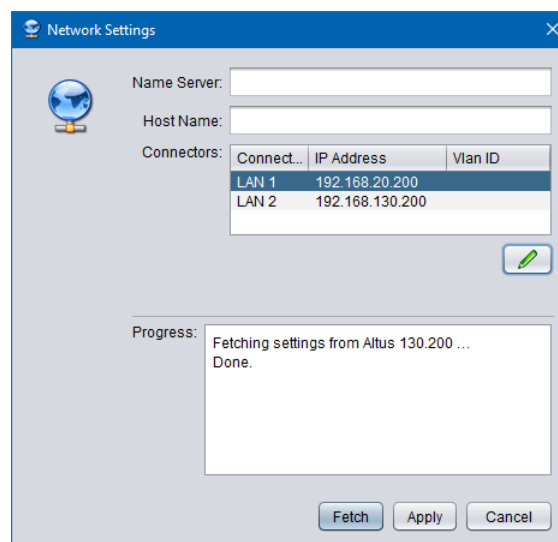 Network Settings
Name Server:
Host Name:
Connectors:
Connect... IP Address Vlan ID
LAN 1 192.168.20.200
LAN 2 192.168.130.200
Progress:
Fetching settings from Altus 130.200 ...
Done.
Fetch Apply Cancel